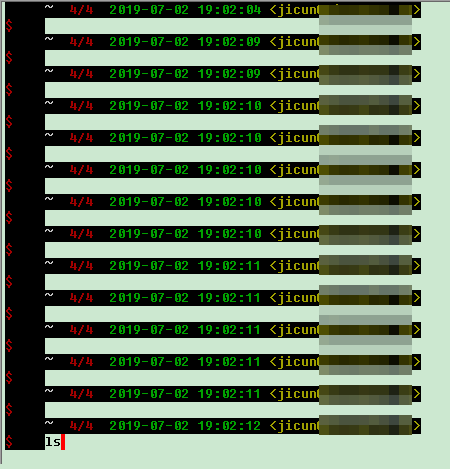 ~ 4/4 2019-07-02 19:02:04 <jicun >
$
~ 4/4 2019-07-02 19:02:09 <jicun >
$
~ 4/4 2019-07-02 19:02:09 <jicun >
$
~ 4/4 2019-07-02 19:02:10 <jicun >
$
~ 4/4 2019-07-02 19:02:10 <jicun >
$
~ 4/4 2019-07-02 19:02:10 <jicun >
$
~ 4/4 2019-07-02 19:02:10 <jicun >
$
~ 4/4 2019-07-02 19:02:10 <jicun >
$
~ 4/4 2019-07-02 19:02:11 <jicun >
$
~ 4/4 2019-07-02 19:02:11 <jicun >
$
~ 4/4 2019-07-02 19:02:11 <jicun >
$
~ 4/4 2019-07-02 19:02:11 <jicun >
$
~ 4/4 2019-07-02 19:02:11 <jicun >
$
~ 4/4 2019-07-02 19:02:12 <jicun >
$ ls